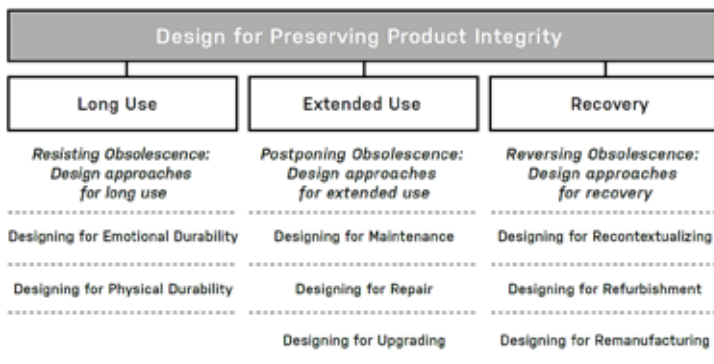 Design for Preserving Product Integrity
Long Use
Extended Use
Recovery
Resisting Obsolescence:
Design approaches
for long use
Postponing Obsolescence:
Design approaches
for extended use
Reversing Obsolescence:
Design approaches
for recovery
Designing for Emotional Durability
Designing for Maintenance
Designing for Recontextualizing
Designing for Physical Durability
Designing for Repair
Designing for Refurbishment
Designing for Upgrading
Designing for Remanufacturing